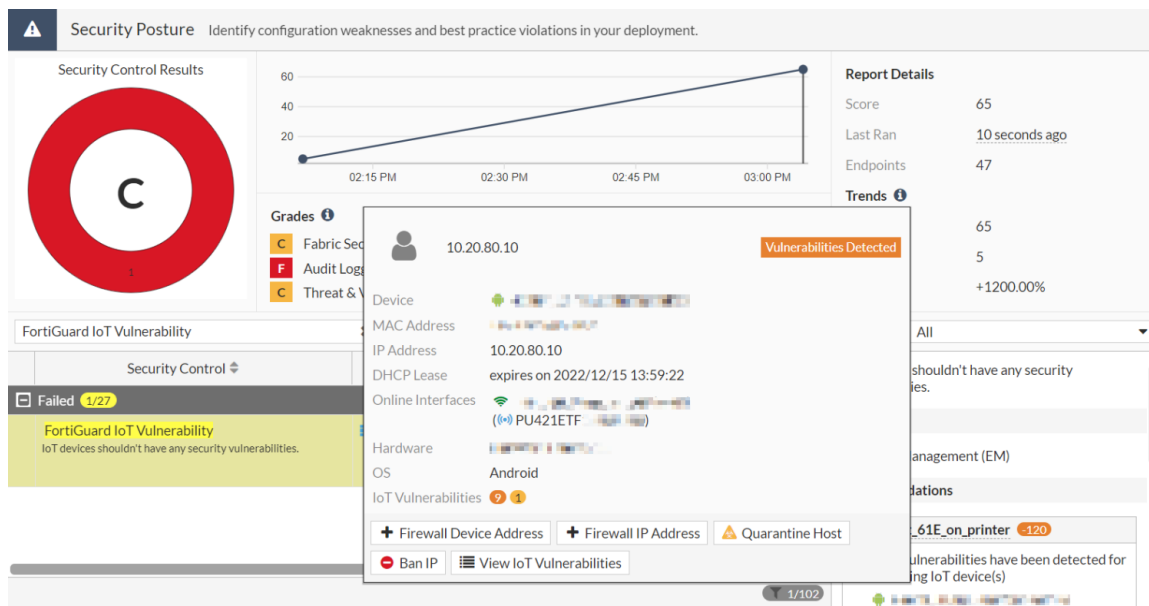 Security Posture Identify configuration weaknesses and best practice violations in your deployment.
Security Control Results
C
1
60
40
20
02:15 PM 02:30 PM 02:45 PM 03:00 PM
Report Details
Score 65
Last Ran 10 seconds ago
Endpoints 47
Trends
65
5
+1200.00%
Grades
C Fabric Sec
F Audit Logg
C Threat &
FortiGuard IoT Vulnerability
All
Security Control
Failed 1/27
FortiGuard IoT Vulnerability
IoT devices shouldn't have any security vulnerabilities.
10.20.80.10
Vulnerabilities Detected
Device
MAC Address
IP Address 10.20.80.10
DHCP Lease expires on 2022/12/15 13:59:22
Online Interfaces
PU421ETF
Hardware
OS Android
IoT Vulnerabilities 9 1
Firewall Device Address Firewall IP Address Quarantine Host
Ban IP View IoT Vulnerabilities
shouldn't have any security
ies.
anagement (EM)
dations
_61E_on_printer -120
ulnerabilities have been detected for
ing IoT device(s)
1/102